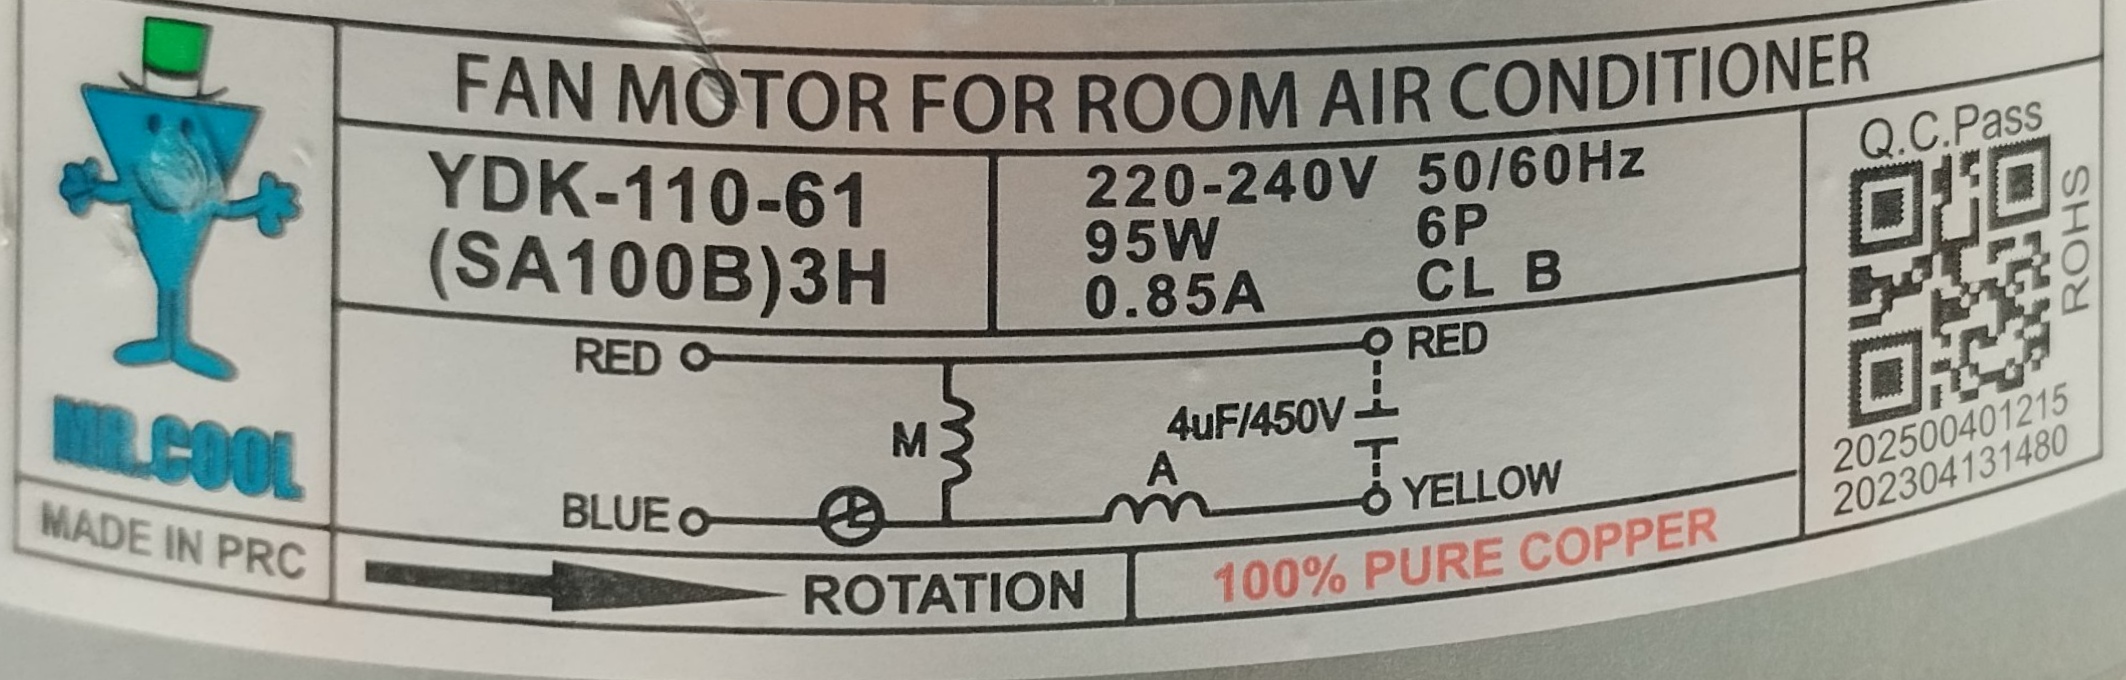 FAN MOTOR FOR ROOM AIR CONDITIONER
YDK-110-61
(SA100B)3H
220-240V 50/60Hz
95W 6P
0.85A CL B
Q.C.Pass
ROHS
RED
RED
4uF/450V
M
A
BLUE
YELLOW
202500401215
202304131480
MR.COOL
MADE IN PRC
ROTATION
100% PURE COPPER